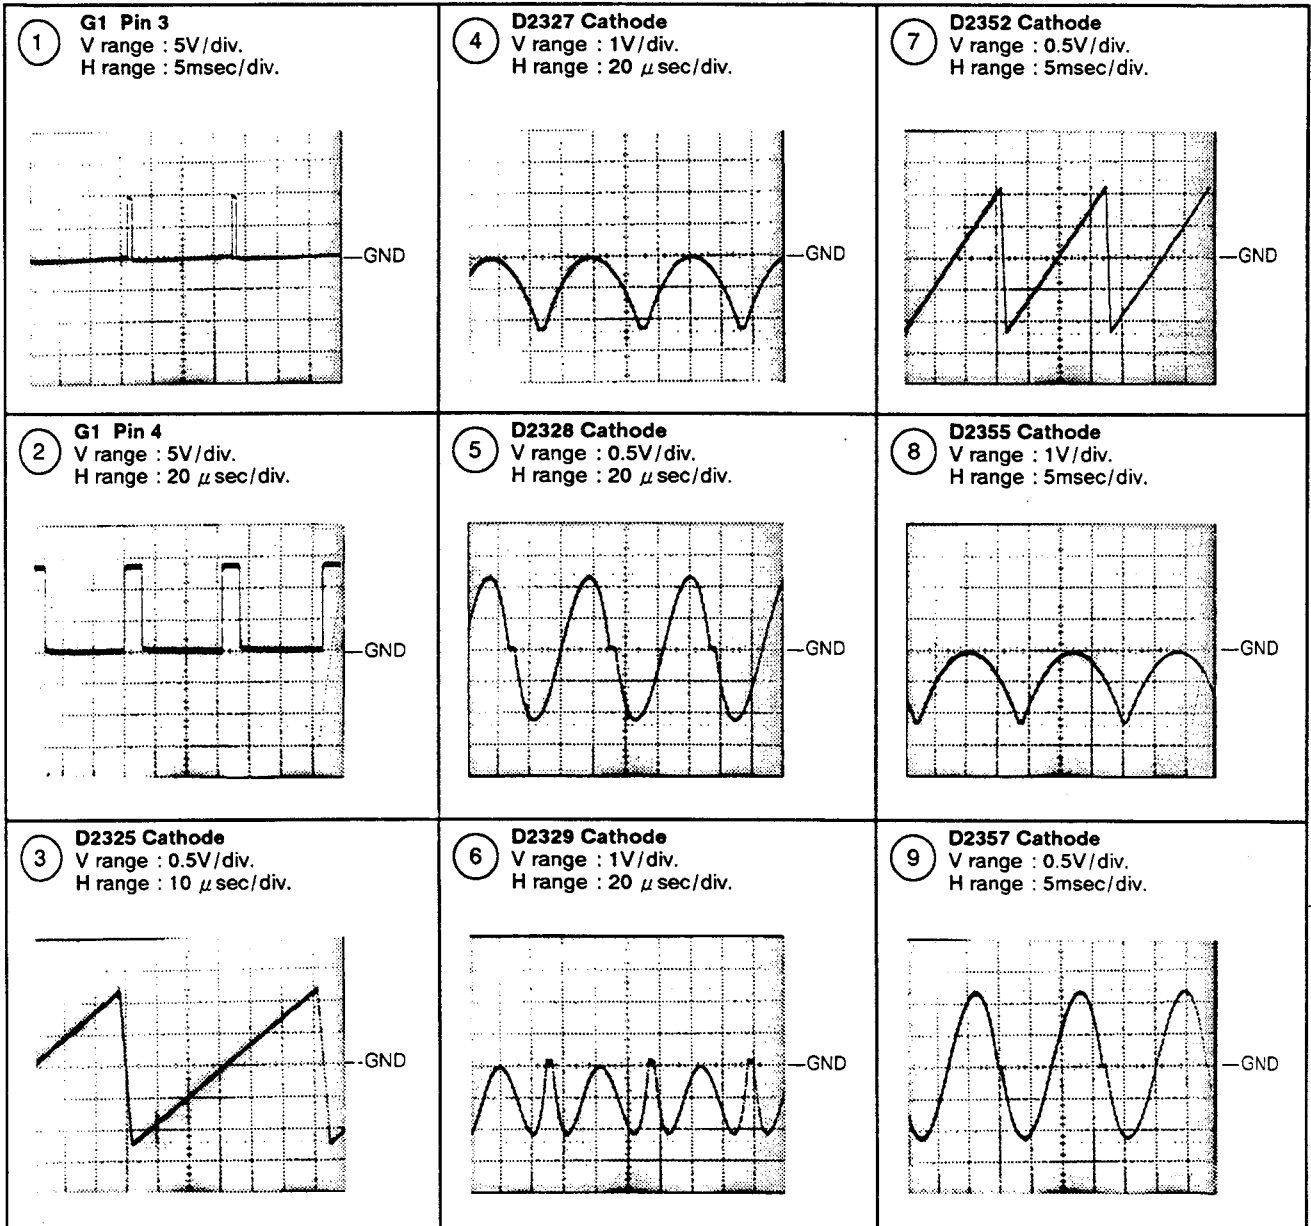 1
G1 Pin 3
V range : 5V/div.
H range : 5msec/div.
GND
2
G1 Pin 4
V range : 5V/div.
H range : 20 μsec/div.
GND
3
D2325 Cathode
V range : 0.5V/div.
H range : 10 μsec/div.
GND
4
D2327 Cathode
V range : 1V/div.
H range : 20 μsec/div.
GND
5
D2328 Cathode
V range : 0.5V/div.
H range : 20 μsec/div.
GND
6
D2329 Cathode
V range : 1V/div.
H range : 20 μsec/div.
GND
7
D2352 Cathode
V range : 0.5V/div.
H range : 5msec/div.
GND
8
D2355 Cathode
V range : 1V/div.
H range : 5msec/div.
GND
9
D2357 Cathode
V range : 0.5V/div.
H range : 5msec/div.
GND